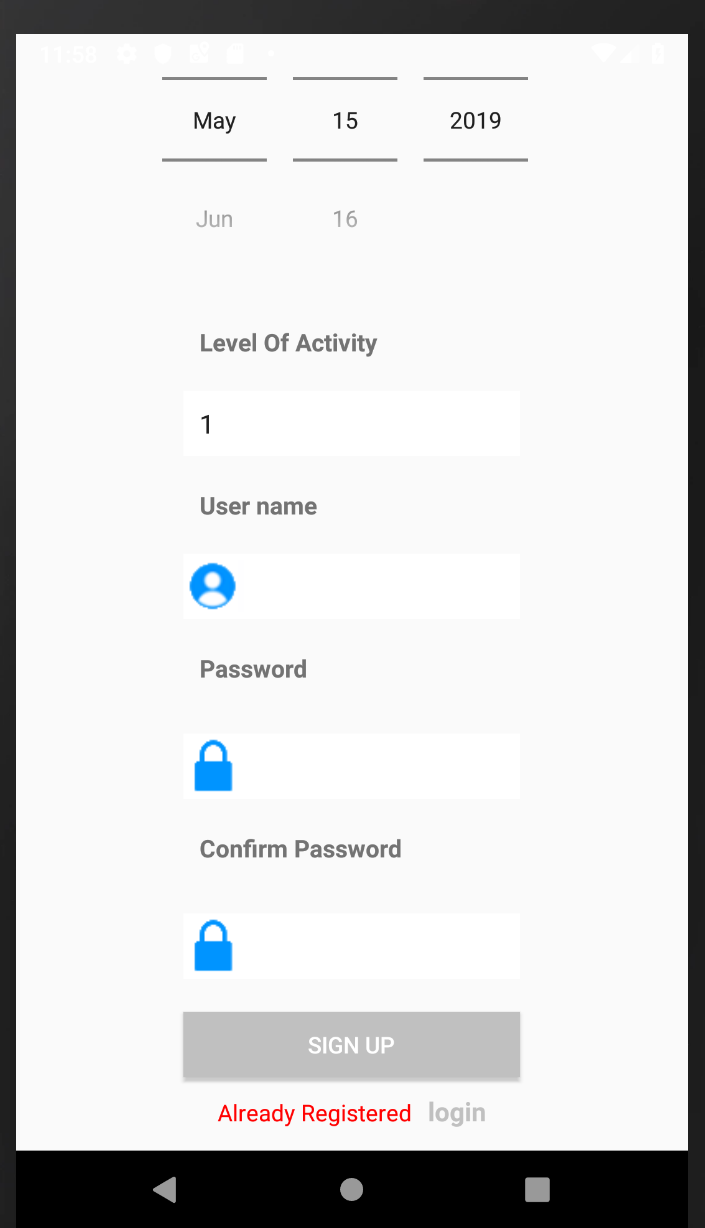 11:58
May 15 2019
Jun 16
Level Of Activity
1
User name
Password
Confirm Password
SIGN UP
Already Registered login